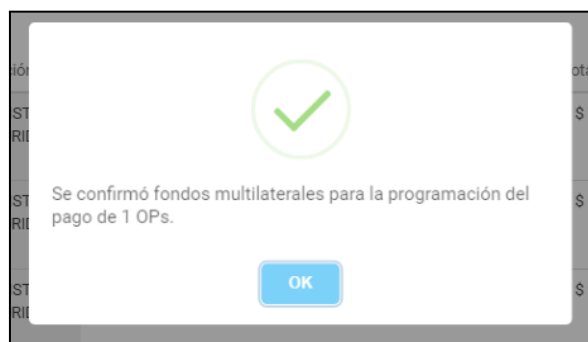 Se confirmó fondos multilaterales para la programación del
pago de 1 OPs.
OK
$
$
$